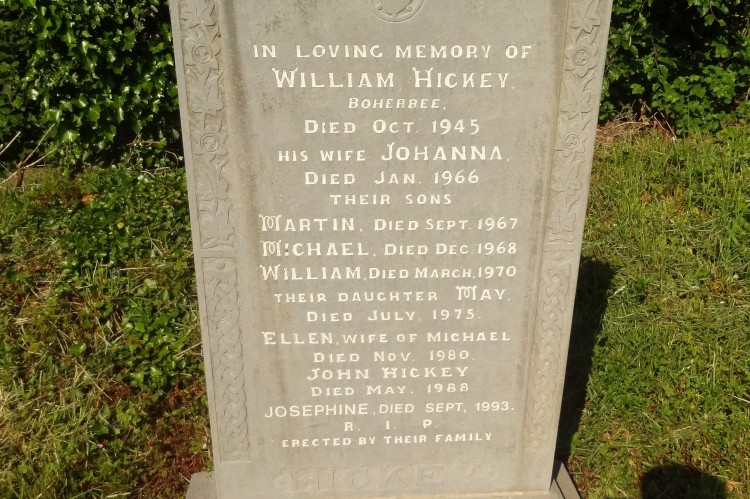 IN LOVING MEMORY OF
WILLIAM HICKEY,
BOHERBEE,
DIED OCT. 1945
HIS WIFE JOHANNA,
DIED JAN. 1966
THEIR SONS
MARTIN, DIED SEPT. 1967
MICHAEL, DIED DEC. 1968
WILLIAM, DIED MARCH, 1970
THEIR DAUGHTER MAY,
DIED JULY, 1975.
ELLEN, WIFE OF MICHAEL
DIED NOV. 1980.
JOHN HICKEY
DIED MAY. 1988
JOSEPHINE, DIED SEPT, 1993.
R. I. P.
ERECTED BY THEIR FAMILY
HICKEY